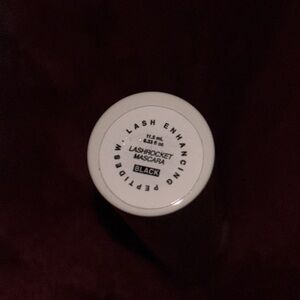 W. LASH ENHANCING PEPTIDES
11.5 mL
0.33 fl oz
LASHROCKET
MASCARA
BLACK